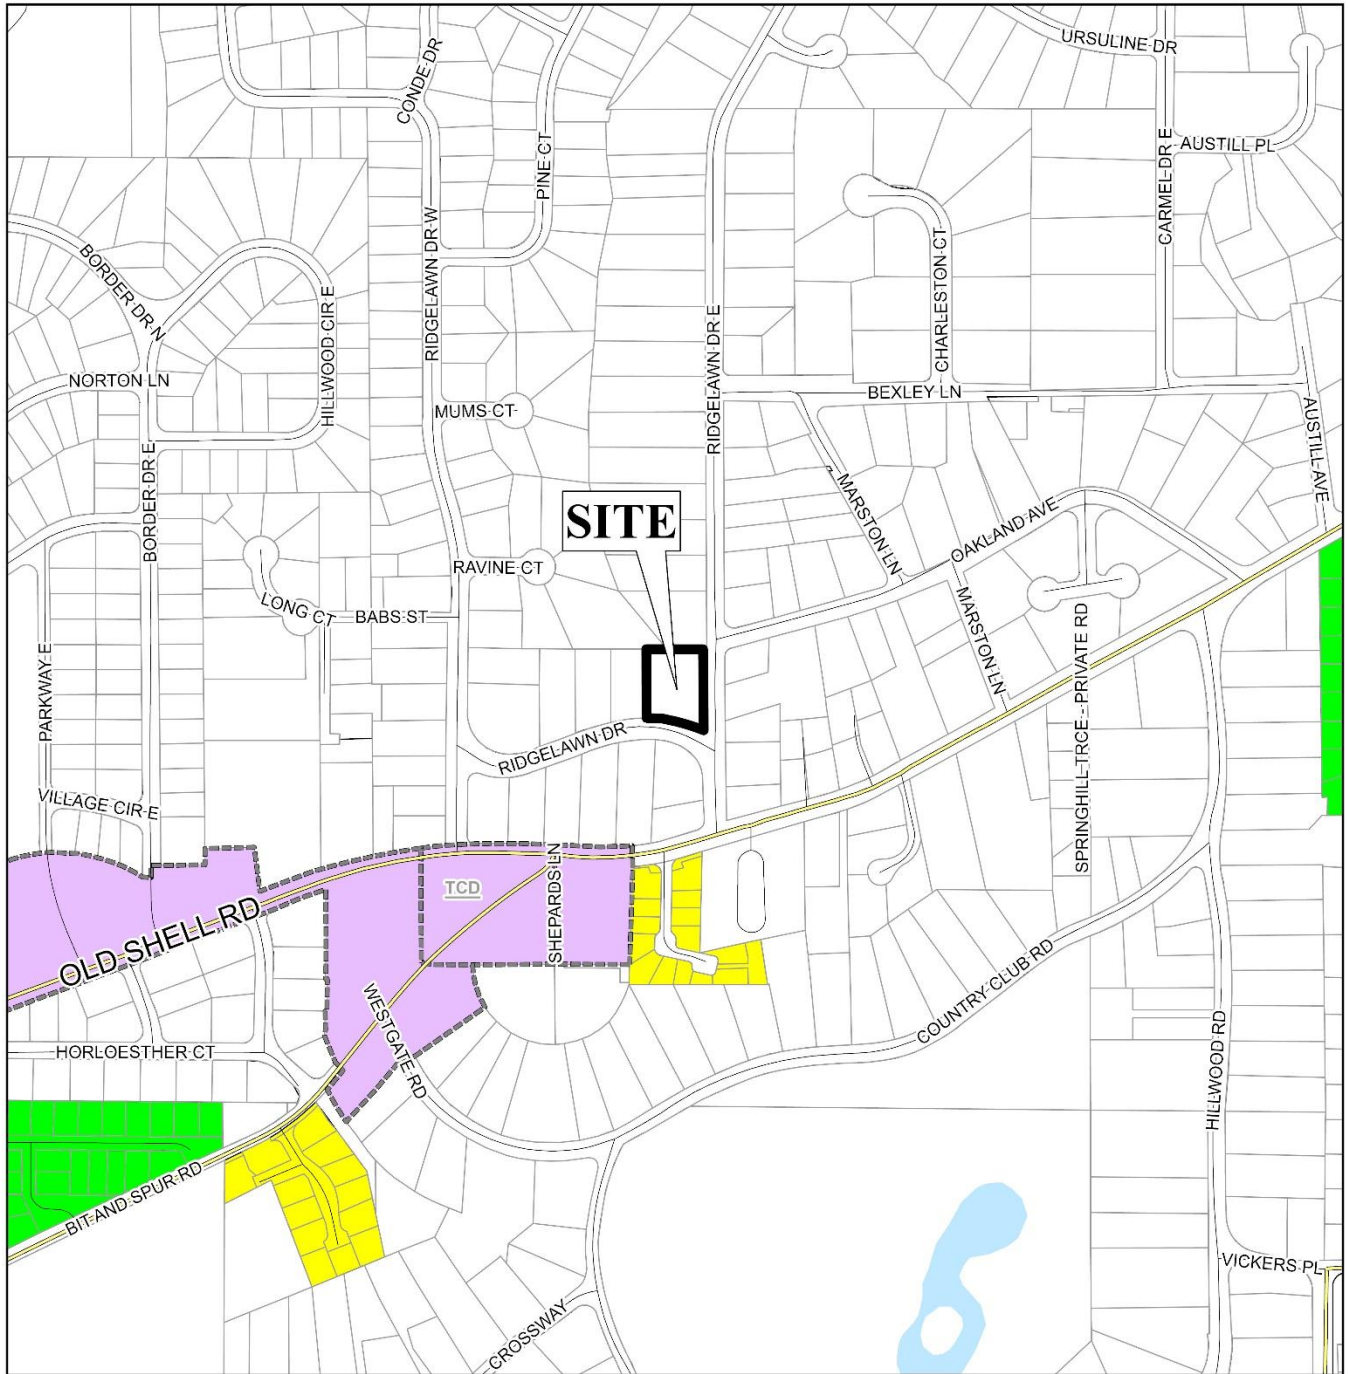 URSULINE DR
CONDE DR
PINE CT
AUSTILL PL
CARMEL DR E
RIDGELAWN DR W
BORDER DR N
HILLWOOD CIR E
CHARLESTON CT
RIDGELAWN DR E
NORTON LN
BEXLEY LN
MUMS CT
AUSTILL AVE
BORDER DR E
MARSTON LN
SITE
OAKLAND AVE
RAVINE CT
LONG CT
BABS ST
MARSTON LN
SPRINGHILL TRCE - PRIVATE RD
PARKWAY E
RIDGELAWN DR
VILLAGE CIR E
TCD
SHEPARDS LN
OLD SHELL RD
WESTGATE RD
COUNTRY CLUB RD
HORLOESTHER CT
HILLWOOD RD
BIT AND SPUR RD
VICKERS PL
CROSSWAY